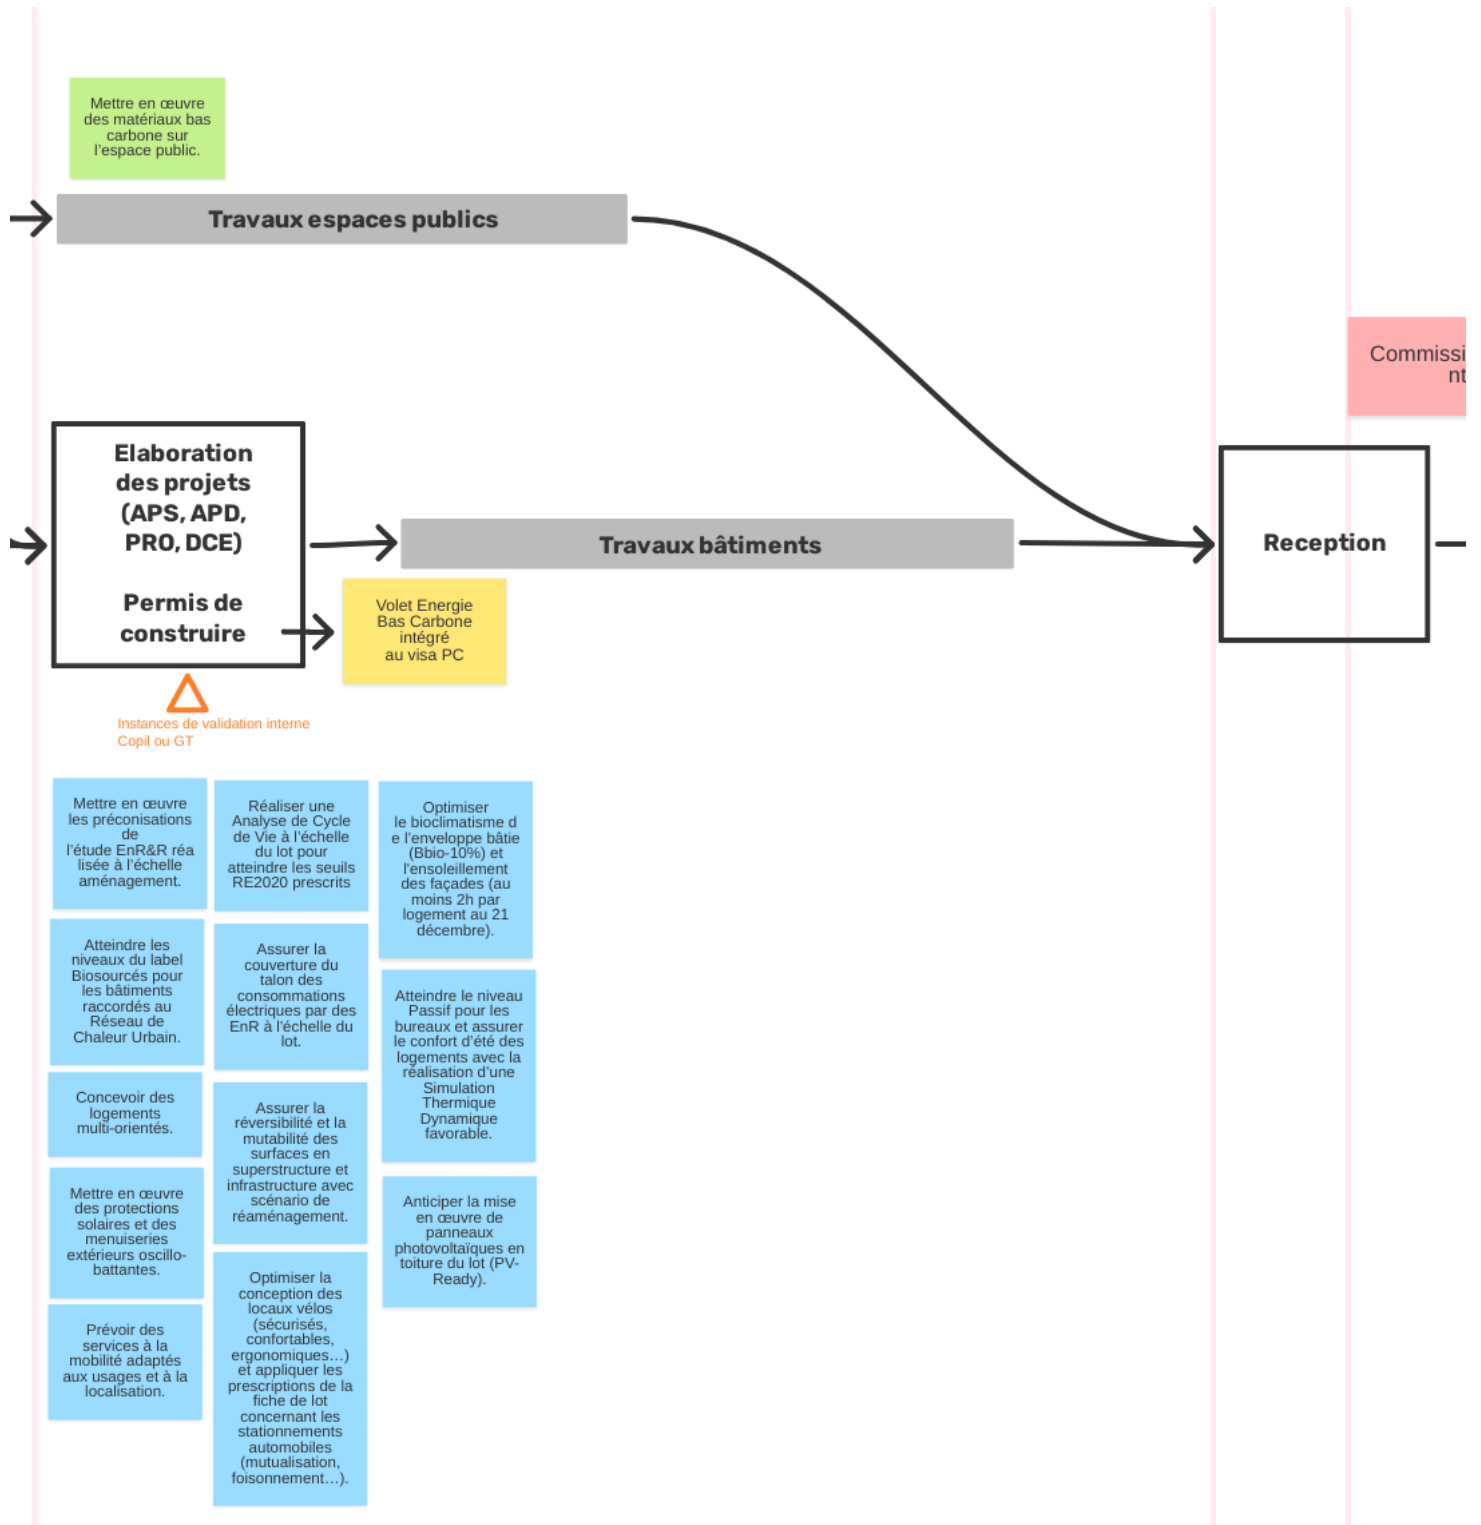 Mettre en œuvre
des matériaux bas
carbone sur
l'espace public.
Travaux espaces publics
Commissi
nt
Elaboration
des projets
(APS, APD,
PRO, DCE)
Permis de
construire
Travaux bâtiments
Reception
Volet Energie
Bas Carbone
intégré
au visa PC
Instances de validation interne
Copil ou GT
Mettre en œuvre
les préconisations
de
l'étude EnR&R réa
lisée à l'échelle
aménagement.
Réaliser une
Analyse de Cycle
de Vie à l'échelle
du lot pour
atteindre les seuils
RE2020 prescrits
Optimiser
le bioclimatisme d
e l'enveloppe bâtie
(Bbio-10%) et
l'ensoleillement
des façades (au
moins 2h par
logement au 21
décembre).
Atteindre les
niveaux du label
Biosourcés pour
les bâtiments
raccordés au
Réseau de
Chaleur Urbain.
Assurer la
couverture du
talon des
consommations
électriques par des
EnR à l'échelle du
lot.
Atteindre le niveau
Passif pour les
bureaux et assurer
le confort d'été des
logements avec la
réalisation d'une
Simulation
Thermique
Dynamique
favorable.
Concevoir des
logements
multi-orientés.
Assurer la
réversibilité et la
mutabilité des
surfaces en
superstructure et
infrastructure avec
scénario de
réaménagement.
Mettre en œuvre
des protections
solaires et des
menuiseries
extérieurs oscillo-
battantes.
Anticiper la mise
en œuvre de
panneaux
photovoltaïques en
toiture du lot (PV-
Ready).
Optimiser la
conception des
locaux vélos
(sécurisés,
confortables,
ergonomiques…)
et appliquer les
prescriptions de la
fiche de lot
concernant les
stationnements
automobiles
(mutualisation,
foisonnement…).
Prévoir des
services à la
mobilité adaptés
aux usages et à la
localisation.